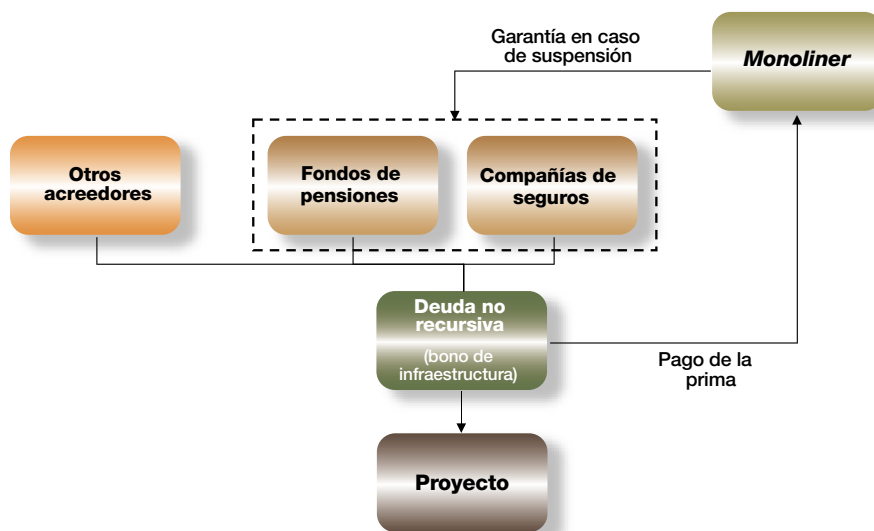 Garantía en caso
de suspensión
Monoliner
Otros
acreedores
Fondos de
pensiones
Compañías de
seguros
Deuda no
recursiva
(bono de
infraestructura)
Pago de la
prima
Proyecto